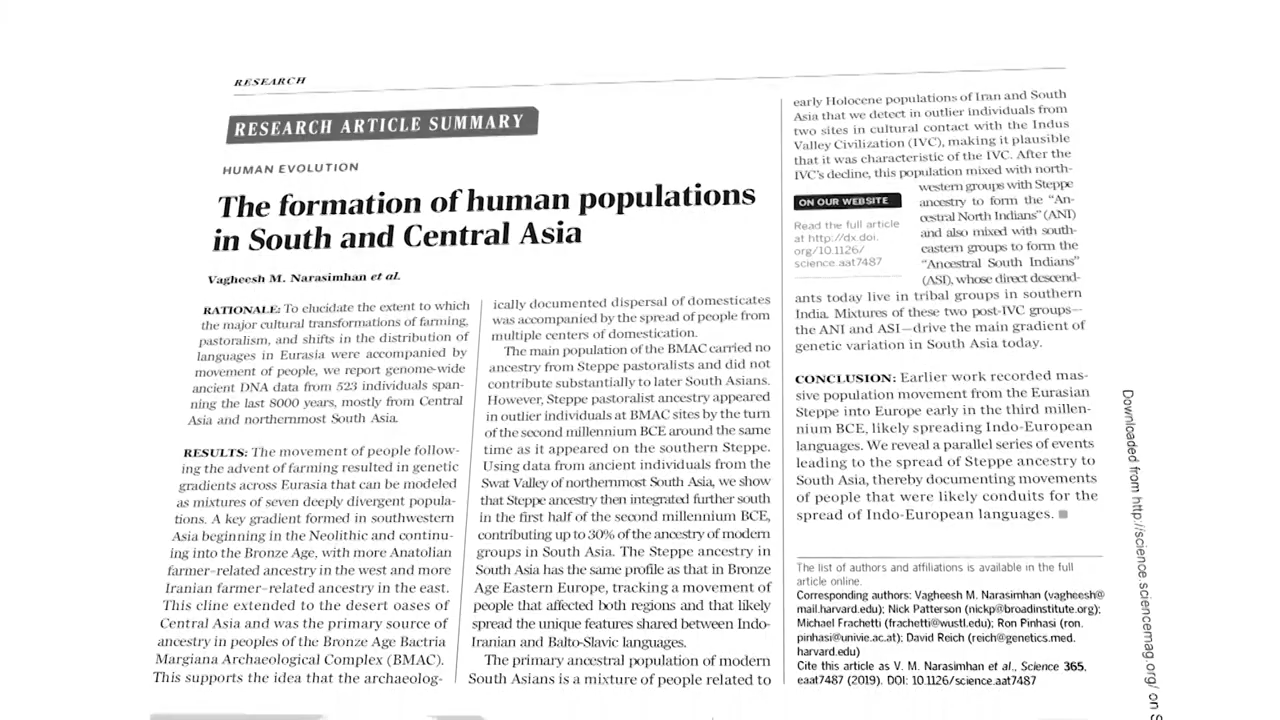 RESEARCH
RESEARCH ARTICLE SUMMARY
HUMAN EVOLUTION
The formation of human populations
in South and Central Asia
Vagheesh M. Narasimhan et al.
RATIONALE: To elucidate the extent to which
the major cultural transformations of farming,
pastoralism, and shifts in the distribution of
languages in Eurasia were accompanied by
movement of people, we report genome-wide
ancient DNA data from 523 individuals span-
ning the last 8000 years, mostly from Central
Asia and northernmost South Asia.
RESULTS: The movement of people follow-
ing the advent of farming resulted in genetic
gradients across Eurasia that can be modeled
as mixtures of seven deeply divergent popula-
tions. A key gradient formed in southwestern
Asia beginning in the Neolithic and continu-
ing into the Bronze Age, with more Anatolian
farmer–related ancestry in the west and more
Iranian farmer–related ancestry in the east.
This cline extended to the desert oases of
Central Asia and was the primary source of
ancestry in peoples of the Bronze Age Bactria
Margiana Archaeological Complex (BMAC).
This supports the idea that the archaeolog-
ically documented dispersal of domesticates
was accompanied by the spread of people from
multiple centers of domestication.
The main population of the BMAC carried no
ancestry from Steppe pastoralists and did not
contribute substantially to later South Asians.
However, Steppe pastoralist ancestry appeared
in outlier individuals at BMAC sites by the turn
of the second millennium BCE around the same
time as it appeared on the southern Steppe.
Using data from ancient individuals from the
Swat Valley of northernmost South Asia, we show
that Steppe ancestry then integrated further south
in the first half of the second millennium BCE,
contributing up to 30% of the ancestry of modern
groups in South Asia. The Steppe ancestry in
South Asia has the same profile as that in Bronze
Age Eastern Europe, tracking a movement of
people that affected both regions and that likely
spread the unique features shared between Indo-
Iranian and Balto-Slavic languages.
The primary ancestral population of modern
South Asians is a mixture of people related to
early Holocene populations of Iran and South
Asia that we detect in outlier individuals from
two sites in cultural contact with the Indus
Valley Civilization (IVC), making it plausible
that it was characteristic of the IVC. After the
IVC's decline, this population mixed with north-
western groups with Steppe
ancestry to form the "An-
cestral North Indians" (ANI)
and also mixed with south-
eastern groups to form the
"Ancestral South Indians"
(ASI), whose direct descend-
ants today live in tribal groups in southern
India. Mixtures of these two post-IVC groups—
the ANI and ASI—drive the main gradient of
genetic variation in South Asia today.
ON OUR WEBSITE
Read the full article
at http://dx.doi.
org/10.1126/
science.aat7487
CONCLUSION: Earlier work recorded mas-
sive population movement from the Eurasian
Steppe into Europe early in the third millen-
nium BCE, likely spreading Indo-European
languages. We reveal a parallel series of events
leading to the spread of Steppe ancestry to
South Asia, thereby documenting movements
of people that were likely conduits for the
spread of Indo-European languages. ■
The list of authors and affiliations is available in the full
article online.
Corresponding authors: Vagheesh M. Narasimhan (vagheesh@
mail.harvard.edu); Nick Patterson (nickp@broadinstitute.org);
Michael Frachetti (frachetti@wustl.edu); Ron Pinhasi (ron.
pinhasi@univie.ac.at); David Reich (reich@genetics.med.
harvard.edu)
Cite this article as V. M. Narasimhan et al., Science 365,
eaat7487 (2019). DOI: 10.1126/science.aat7487
Downloaded from http://science.sciencemag.org/ on